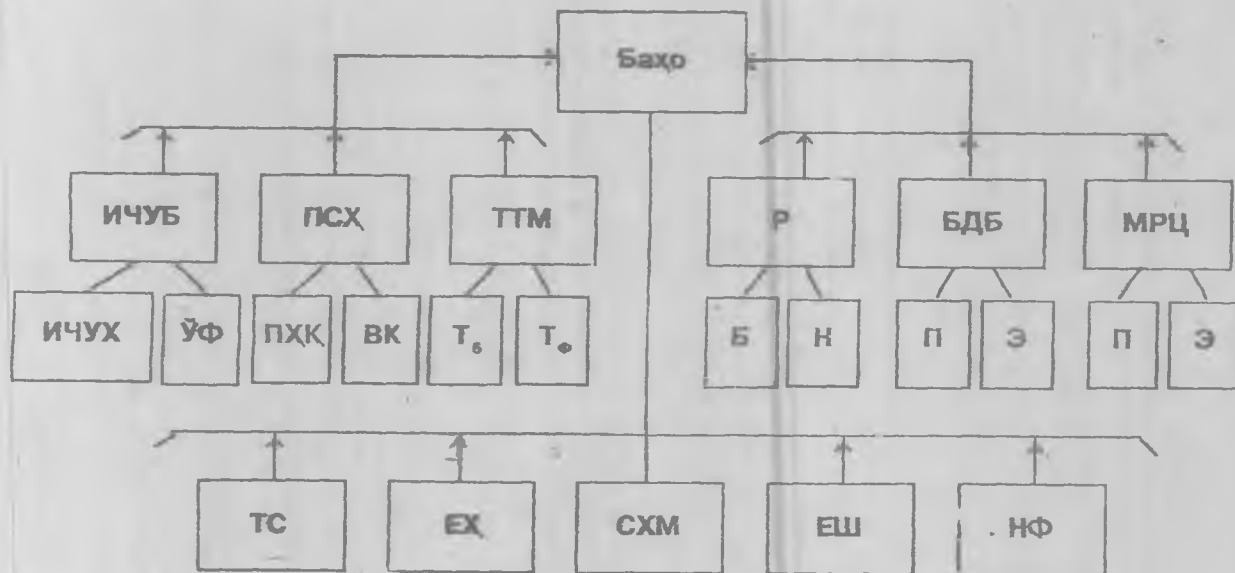 Баҳо
ИЧУБ ПСҲ ТТМ Р БДБ МРЦ
ИЧУХ ЎФ ПҲҚ ВК Тб Тф Б Н П Э П Э
ТС ЕҲ СХМ ЕШ НФ